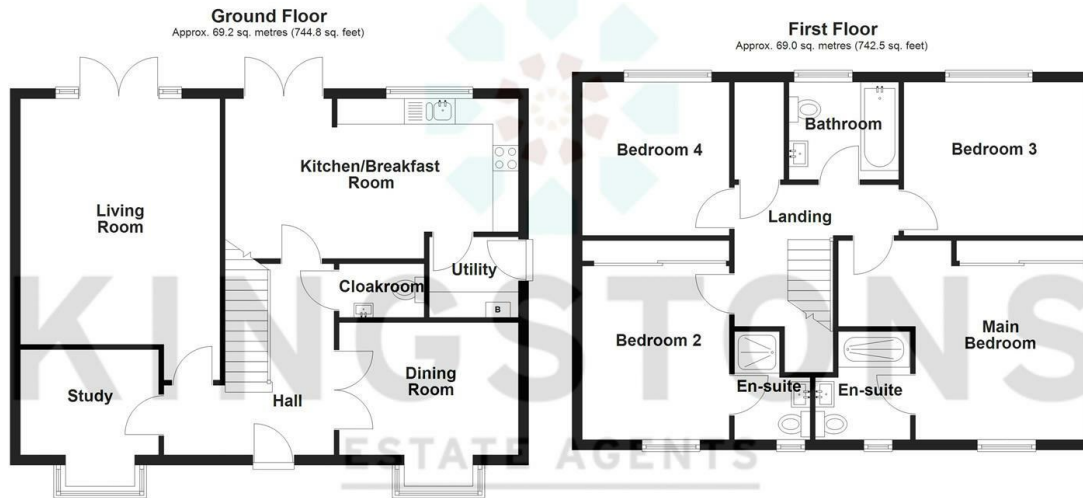 Ground Floor
Approx. 69.2 sq. metres (744.8 sq. feet)
Living
Room
Kitchen/Breakfast
Room
Utility
Cloakroom
B
Dining
Room
Study
Hall
First Floor
Approx. 69.0 sq. metres (742.5 sq. feet)
Bedroom 4
Bathroom
Bedroom 3
Landing
Bedroom 2
En-suite
En-suite
Main
Bedroom
KINGSTONS
ESTATE AGENTS